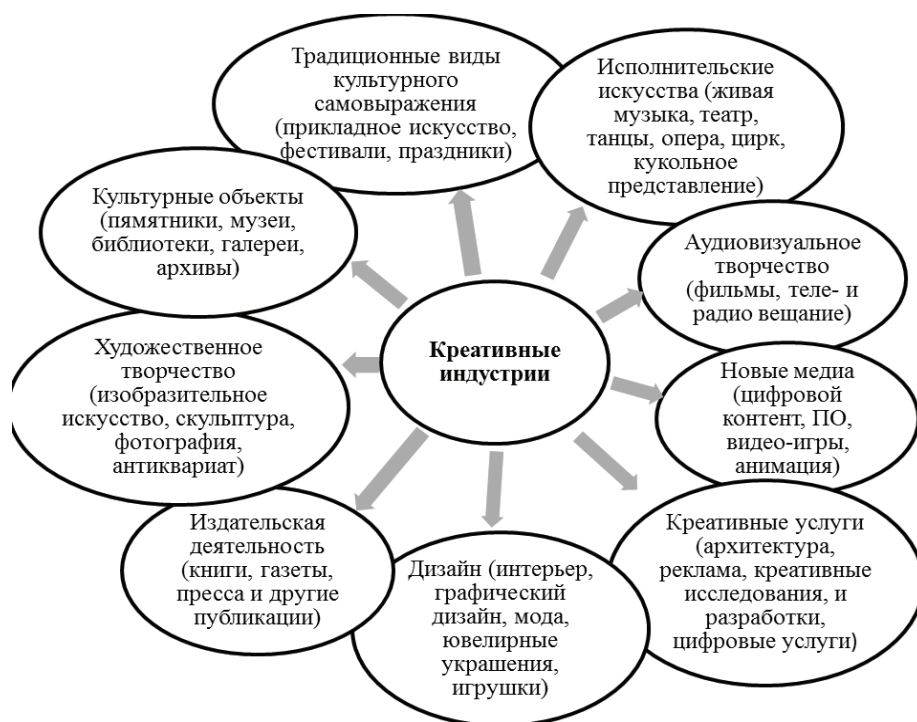 Традиционные виды
культурного
самовыражения
(прикладное искусство,
фестивали, праздники)
Исполнительские
искусства (живая
музыка, театр,
танцы, опера, цирк,
кукольное
представление)
Культурные объекты
(пямятники, музеи,
библиотеки, галереи,
архивы)
Аудиовизуальное
творчество
(фильмы, теле- и
радио вещание)
Креативные
индустрии
Художественное
творчество
(изобразительное
искусство, скульптура,
фотография,
антиквариат)
Новые медиа
(цифровой
контент, ПО,
видео-игры,
анимация)
Издательская
деятельность
(книги, газеты,
пресса и другие
публикации)
Дизайн (интерьер,
графический
дизайн, мода,
ювелирные
украшения,
игрушки)
Креативные услуги
(архитектура,
реклама, креативные
исследования, и
разработки,
цифровые услуги)